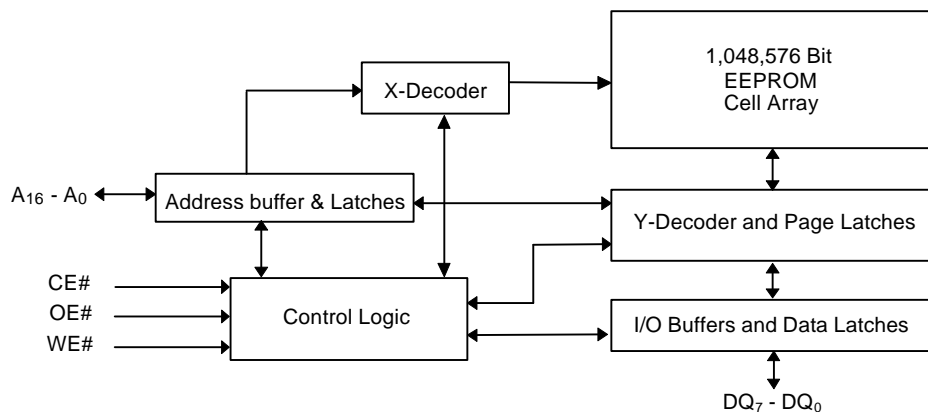 1,048,576 Bit
EEPROM
Cell Array
X-Decoder
A16 - A0
Address buffer & Latches
Y-Decoder and Page Latches
CE#
OE#
WE#
Control Logic
I/O Buffers and Data Latches
DQ7 - DQ0